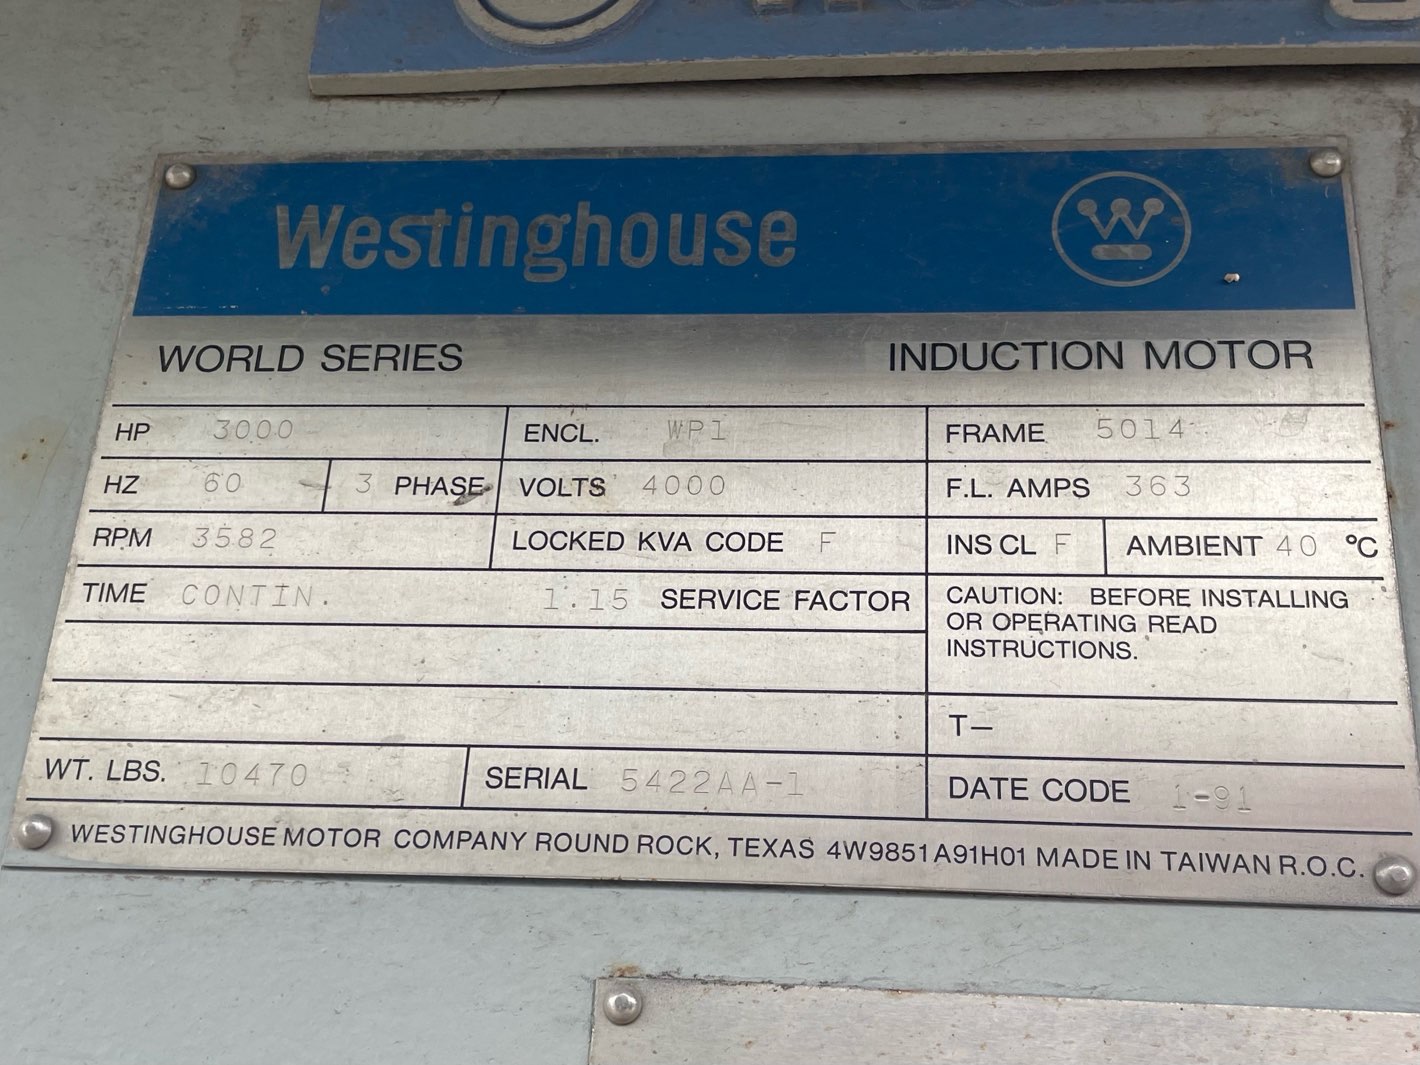 Westinghouse
WORLD SERIES INDUCTION MOTOR
HP 3000 ENCL. WP1 FRAME 5014
HZ 60 3 PHASE VOLTS 4000 F.L. AMPS 363
RPM 3582 LOCKED KVA CODE F INS CL F AMBIENT 40 °C
TIME CONTIN. 1.15 SERVICE FACTOR CAUTION: BEFORE INSTALLING
OR OPERATING READ
INSTRUCTIONS.
T—
WT. LBS. 10470 SERIAL 5422AA-1 DATE CODE 1-91
WESTINGHOUSE MOTOR COMPANY ROUND ROCK, TEXAS 4W9851A91H01 MADE IN TAIWAN R.O.C.